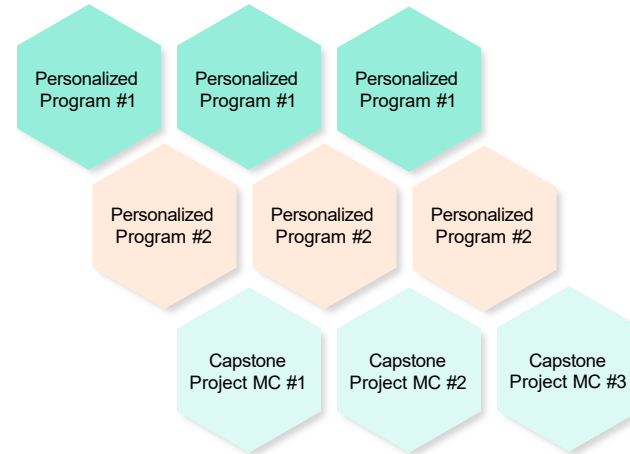 Personalized
Program #1
Personalized
Program #1
Personalized
Program #1
Personalized
Program #2
Personalized
Program #2
Personalized
Program #2
Capstone
Project MC #1
Capstone
Project MC #2
Capstone
Project MC #3